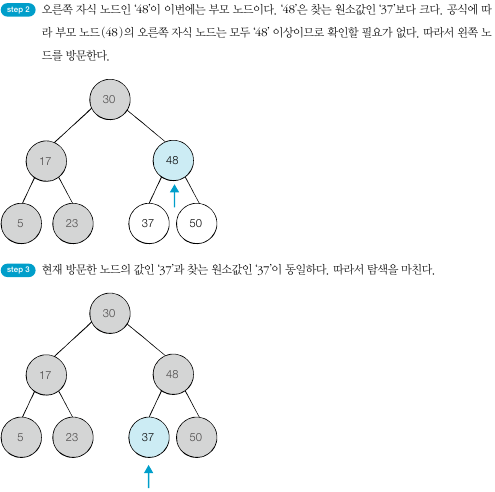 step 2 오른쪽 자식 노드인 '48'이 이번에는 부모 노드이다. '48'은 찾는 원소값인 '37'보다 크다. 공식에 따
라 부모 노드(48)의 오른쪽 자식 노드는 모두 '48' 이상이므로 확인할 필요가 없다. 따라서 왼쪽 노
드를 방문한다.
30
17 48
5 23 37 50
step 3 현재 방문한 노드의 값인 '37'과 찾는 원소값인 '37'이 동일하다. 따라서 탐색을 마친다.
30
17 48
5 23 37 50